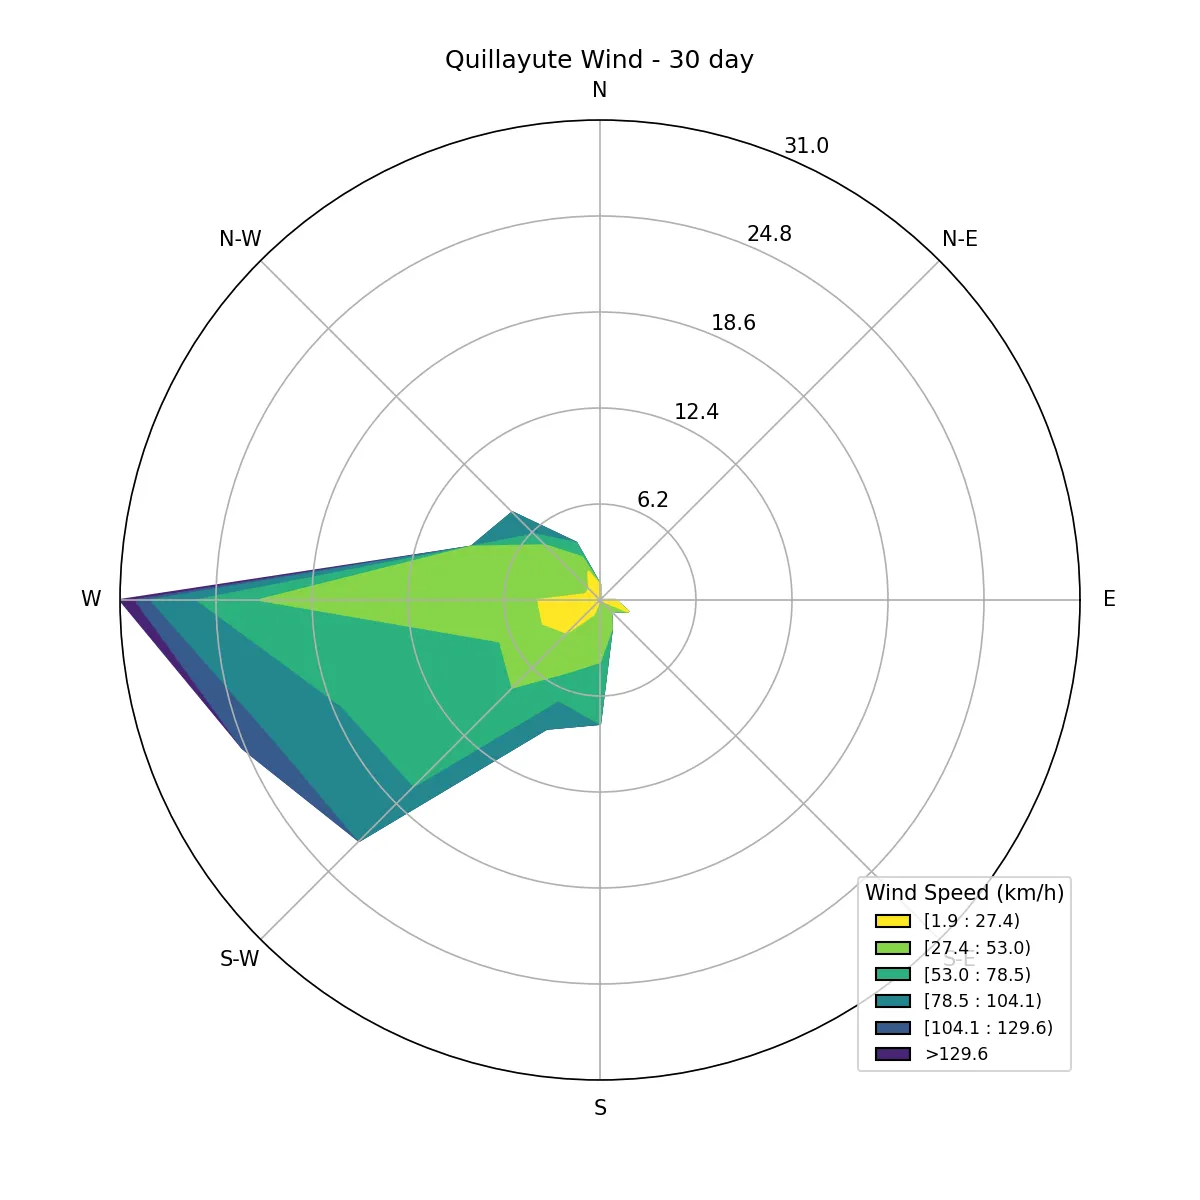 Quillayute Wind - 30 day
N
31.0
N-W
N-E
24.8
18.6
12.4
6.2
W
E
S-W
S-E
S
Wind Speed (km/h)
[1.9 : 27.4)
[27.4 : 53.0)
[53.0 : 78.5)
[78.5 : 104.1)
[104.1 : 129.6)
>129.6